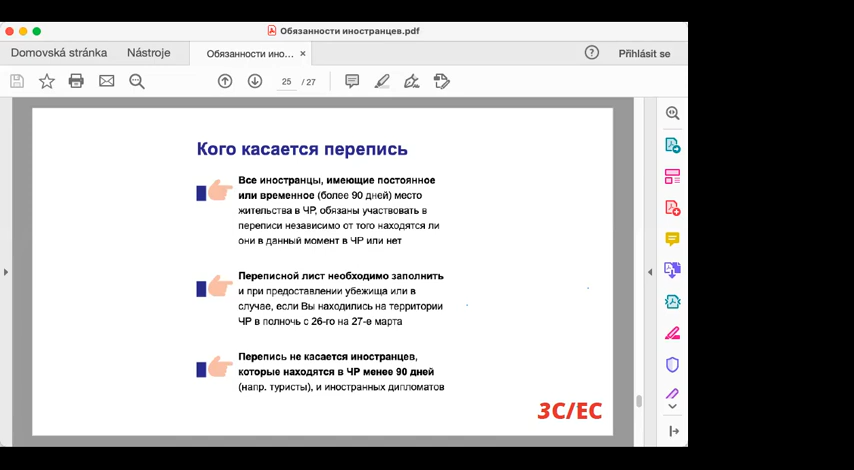 Обязанности иностранцев.pdf
Domovská stránka
Nástroje
Обязанности ино...
Přihlásit se
25 / 27
Кого касается перепись
Все иностранцы, имеющие постоянное
или временное (более 90 дней) место
жительства в ЧР, обязаны участвовать в
переписи независимо от того находятся ли
они в данный момент в ЧР или нет
Переписной лист необходимо заполнить
и при предоставлении убежища или в
случае, если Вы находились на территории
ЧР в полночь с 26-го на 27-е марта
Перепись не касается иностранцев,
которые находятся в ЧР менее 90 дней
(напр. туристы), и иностранных дипломатов
3C/EC